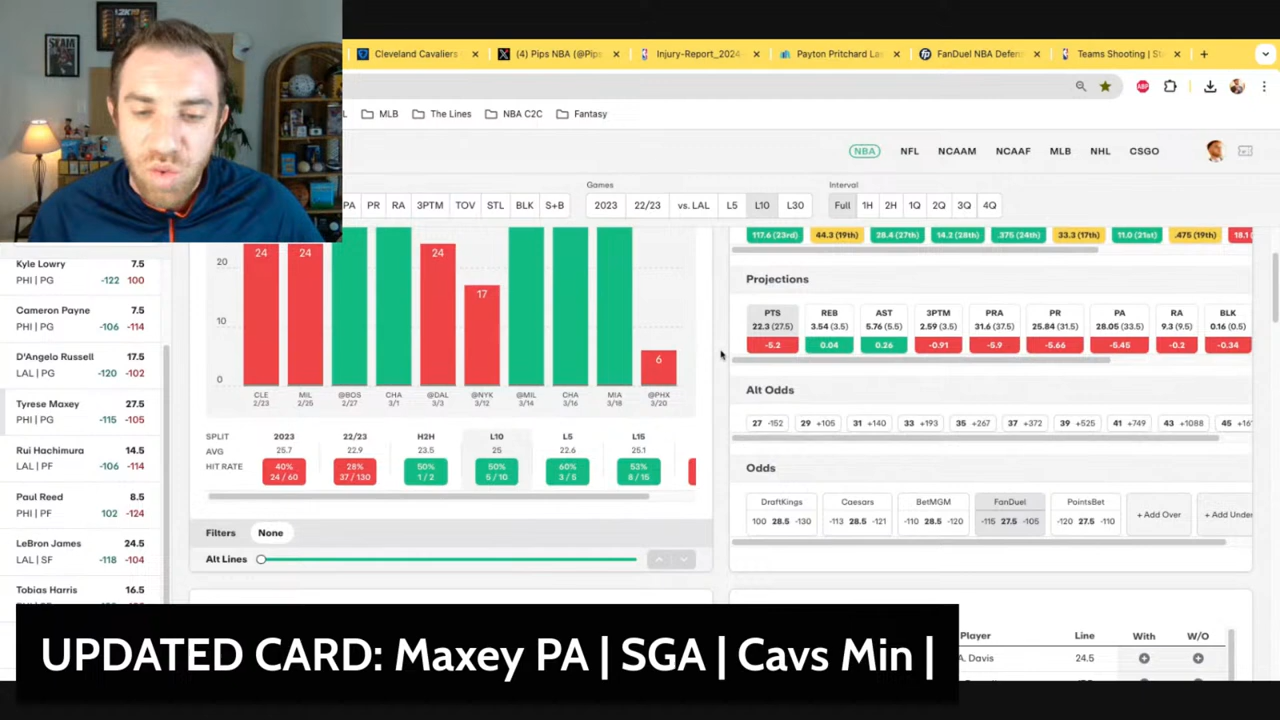 Cleveland Cavaliers
(4) Pips NBA (@Pips
Injury-Report_2024
Payton Pritchard Las
FanDuel NBA Defen
Teams Shooting | St
MLB
The Lines
NBA C2C
Fantasy
NBA NFL NCAAM NCAAF MLB NHL CSGO
Games
Interval
PA PR RA 3PTM TOV STL BLK S+B
2023 22/23 vs. LAL L5 L10 L30
Full 1H 2H 1Q 2Q 3Q 4Q
117.6 (23rd) 44.3 (19th) 28.4 (27th) 14.2 (28th) .375 (24th) 33.3 (17th) 11.0 (21st) .475 (19th) 18.1
Kyle Lowry 7.5
PHI | PG -122 100
Cameron Payne 7.5
PHI | PG -106 -114
D'Angelo Russell 17.5
LAL | PG -120 -102
Tyrese Maxey 27.5
PHI | PG -115 -105
Rui Hachimura 14.5
LAL | PF -106 -114
Paul Reed 8.5
PHI | PF 102 -124
LeBron James 24.5
LAL | SF -118 -104
Tobias Harris 16.5
20
10
0
24 24 24 17 6
CLE MIL @BOS CHA @DAL @NYK @MIL CHA MIA @PHX
2/23 2/25 2/27 3/1 3/3 3/12 3/14 3/16 3/18 3/20
SPLIT 2023 22/23 H2H L10 L5 L15
AVG 25.7 22.9 23.5 25 22.6 25.1
HIT RATE 40% 28% 50% 50% 60% 53%
24 / 60 37 / 130 1 / 2 5 / 10 3 / 5 8 / 15
Filters None
Alt Lines
Projections
PTS REB AST 3PTM PRA PR PA RA BLK
22.3 (27.5) 3.54 (3.5) 5.76 (5.5) 2.59 (3.5) 31.6 (37.5) 25.84 (31.5) 28.05 (33.5) 9.3 (9.5) 0.16 (0.5)
-5.2 0.04 0.26 -0.91 -5.9 -5.66 -5.45 -0.2 -0.34
Alt Odds
27 -152 29 +105 31 +140 33 +193 35 +267 37 +372 39 +525 41 +749 43 +1088 45
Odds
DraftKings Caesars BetMGM FanDuel PointsBet
100 28.5 -130 -113 28.5 -121 -110 28.5 -120 -115 27.5 -105 -120 27.5 -110
+ Add Over + Add Under
Player Line With W/O
A. Davis 24.5
UPDATED CARD: Maxey PA | SGA | Cavs Min |